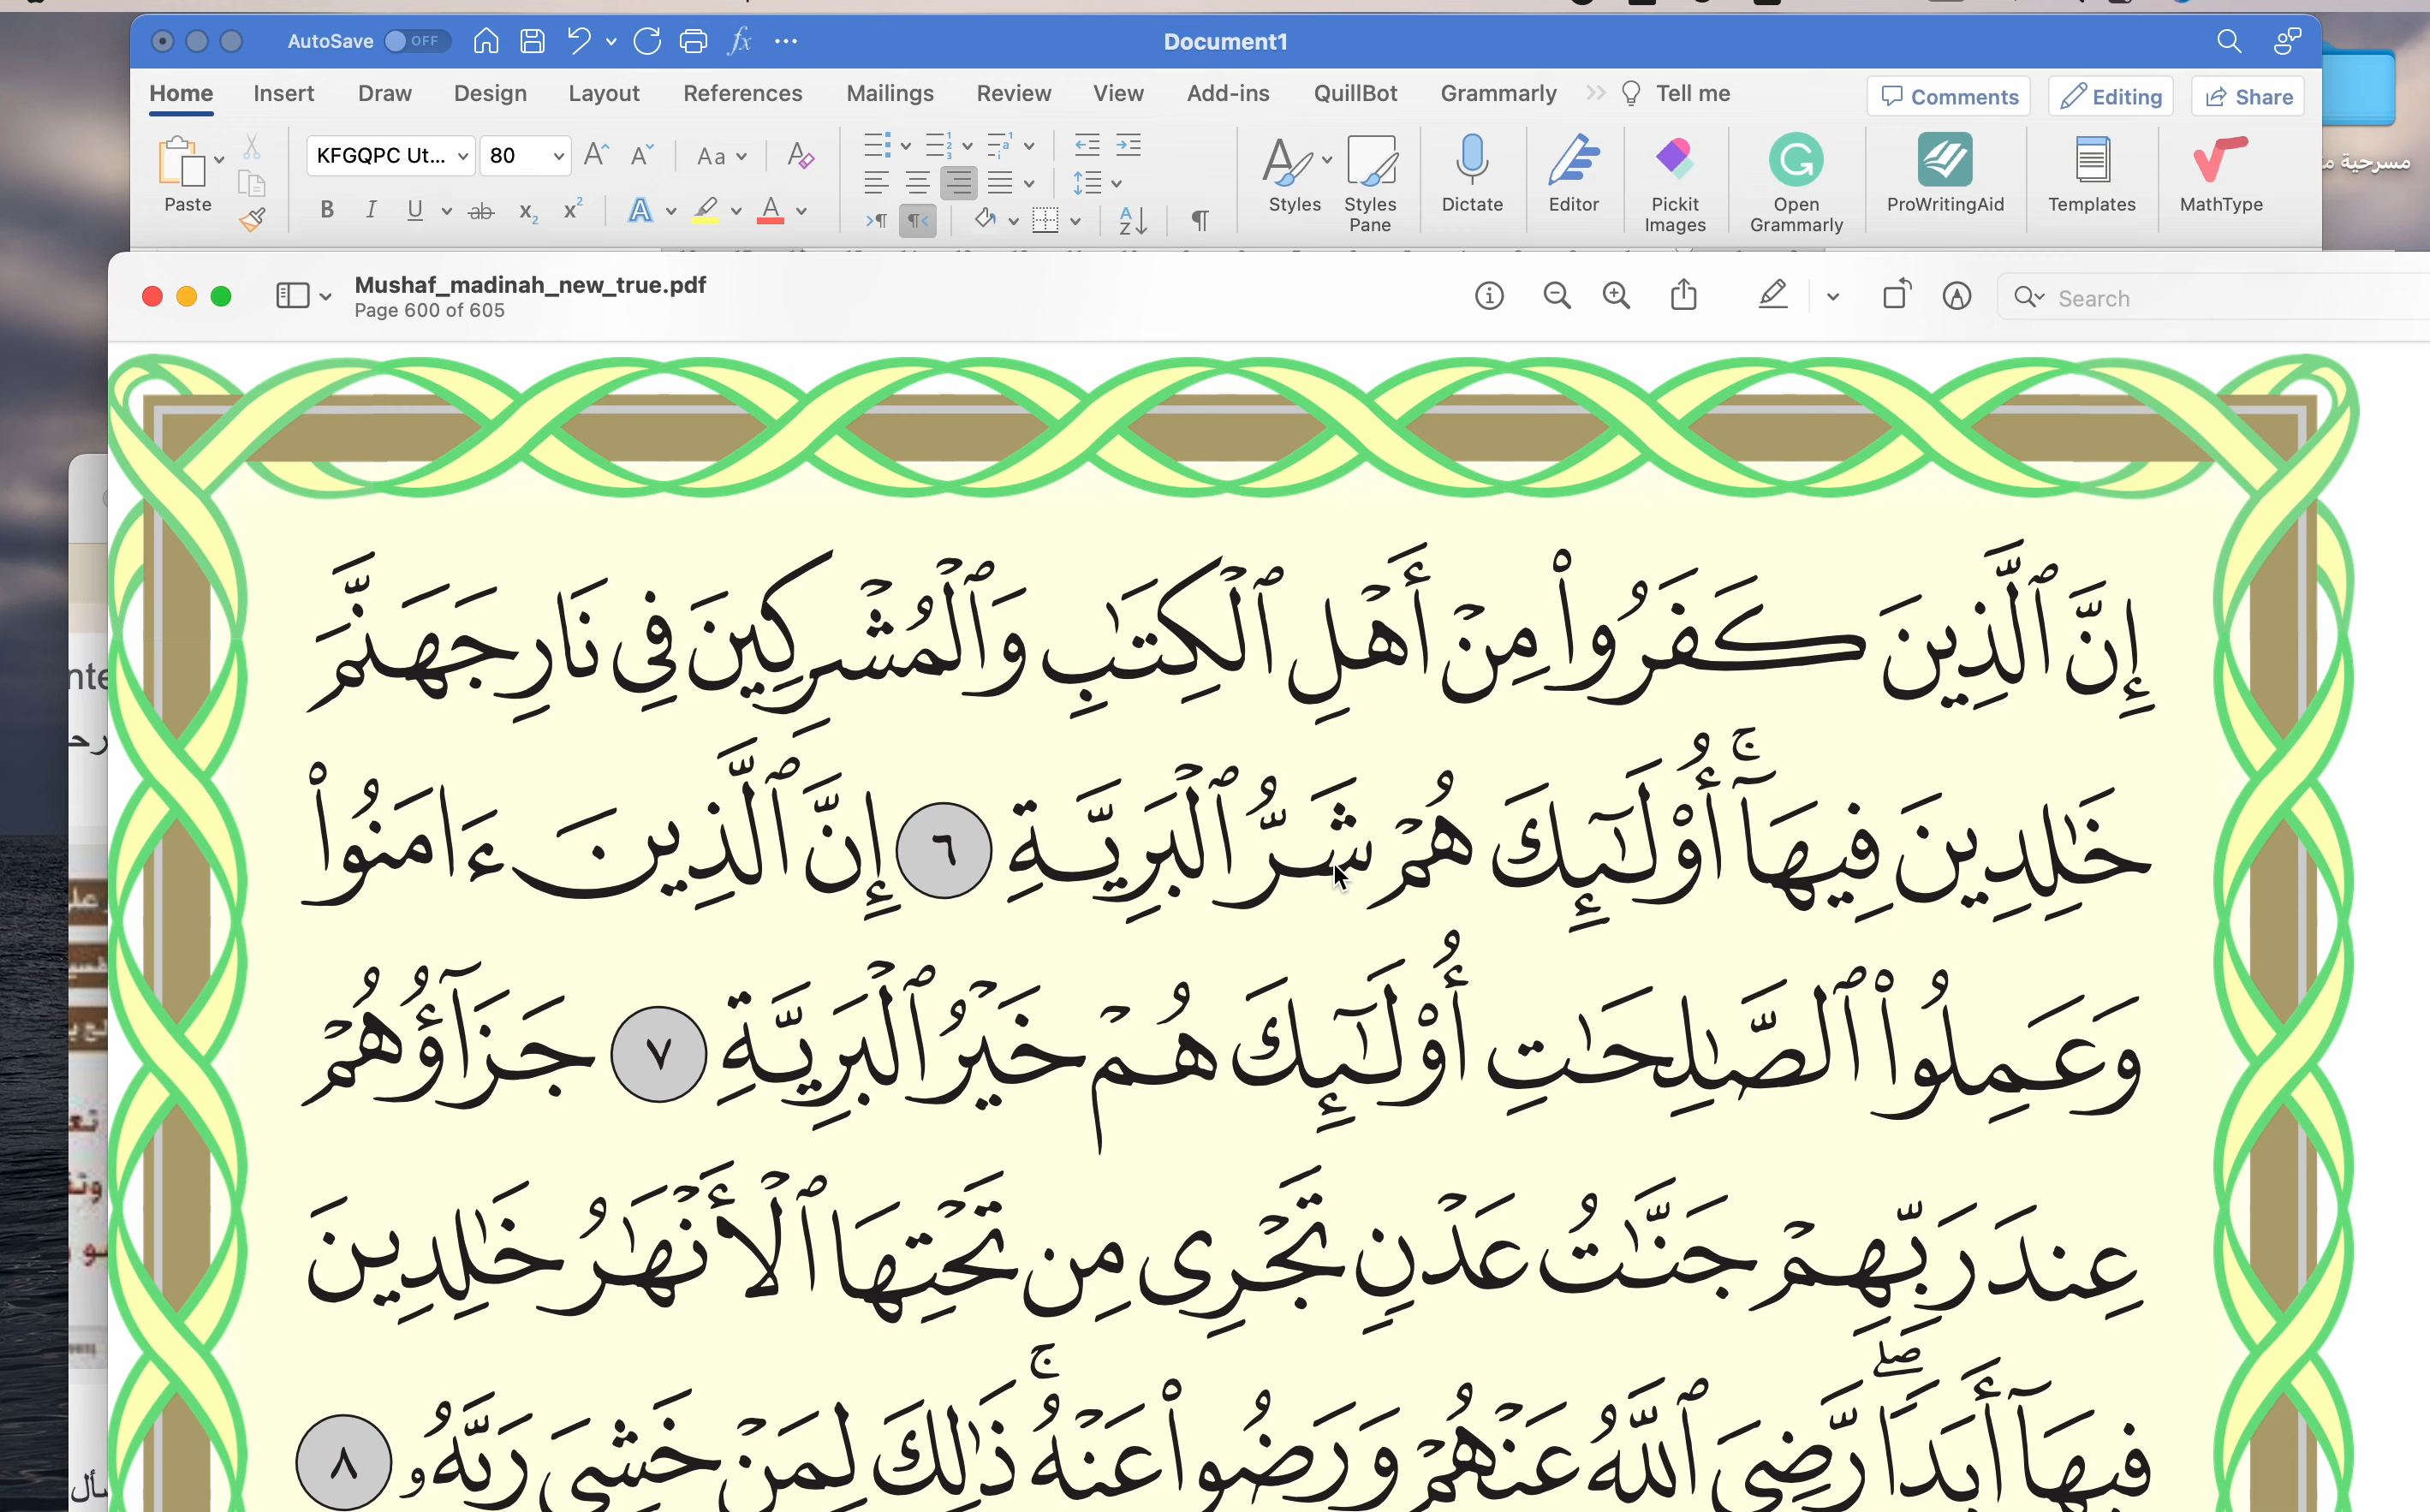 AutoSave OFF Document1
Home Insert Draw Design Layout References Mailings Review View Add-ins QuillBot Grammarly Tell me Comments Editing Share
KFGQPC Ut... 80
Paste Styles Styles Pane Dictate Editor Pickit Images Open Grammarly ProWritingAid Templates MathType
مسرحية
Mushaf_madinah_new_true.pdf
Page 600 of 605
Search
إِنَّ ٱلَّذِينَ كَفَرُوا۟ مِنْ أَهْلِ ٱلْكِتَـٰبِ وَٱلْمُشْرِكِينَ فِى نَارِ جَهَنَّمَ
خَـٰلِدِينَ فِيهَآ ۚ أُو۟لَـٰٓئِكَ هُمْ شَرُّ ٱلْبَرِيَّةِ ٦ إِنَّ ٱلَّذِينَ ءَامَنُوا۟
وَعَمِلُوا۟ ٱلصَّـٰلِحَـٰتِ أُو۟لَـٰٓئِكَ هُمْ خَيْرُ ٱلْبَرِيَّةِ ٧ جَزَآؤُهُمْ
عِندَ رَبِّهِمْ جَنَّـٰتُ عَدْنٍ تَجْرِى مِن تَحْتِهَا ٱلْأَنْهَـٰرُ خَـٰلِدِينَ
فِيهَآ أَبَدًا ۖ رَّضِىَ ٱللَّهُ عَنْهُمْ وَرَضُوا۟ عَنْهُ ۚ ذَٰلِكَ لِمَنْ خَشِىَ رَبَّهُۥ ٨